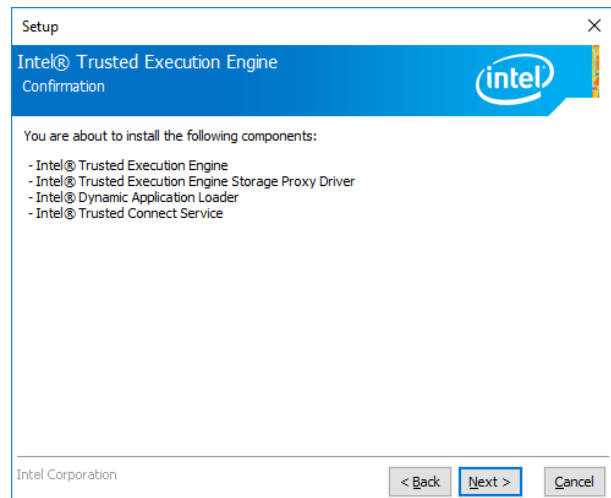 Setup
Intel® Trusted Execution Engine
Confirmation
intel
You are about to install the following components:
- Intel® Trusted Execution Engine
- Intel® Trusted Execution Engine Storage Proxy Driver
- Intel® Dynamic Application Loader
- Intel® Trusted Connect Service
Intel Corporation
< Back Next > Cancel